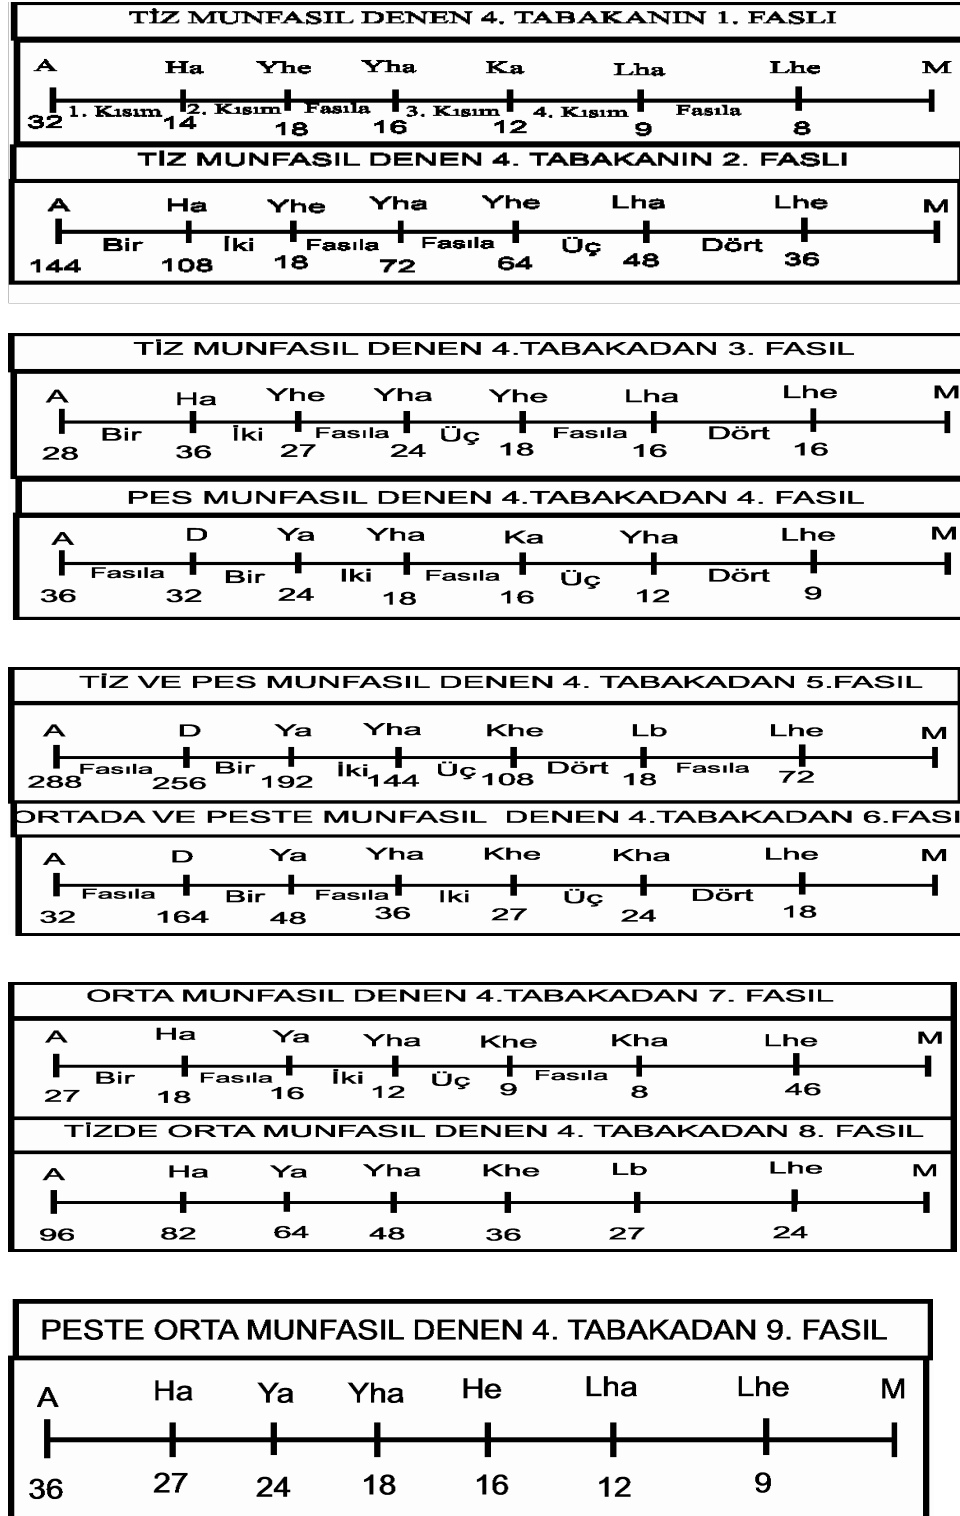 TİZ MUNFASIL DENEN 4. TABAKANIN 1. FASLI
A Ha Yhe Yha Ka Lha Lhe M
1. Kısım 2. Kısım Fasıla 3. Kısım 4. Kısım Fasıla
32 14 18 16 12 9 8
TİZ MUNFASIL DENEN 4. TABAKANIN 2. FASLI
A Ha Yhe Yha Yhe Lha Lhe M
Bir İki Fasıla Fasıla Üç Dört
144 108 18 72 64 48 36
TİZ MUNFASIL DENEN 4.TABAKADAN 3. FASIL
A Ha Yhe Yha Yhe Lha Lhe M
Bir İki Fasıla Üç Fasıla Dört
28 36 27 24 18 16 16
PES MUNFASIL DENEN 4.TABAKADAN 4. FASIL
A D Ya Yha Ka Yha Lhe M
Fasıla Bir Iki Fasıla Üç Dört
36 32 24 18 16 12 9
TİZ VE PES MUNFASIL DENEN 4. TABAKADAN 5.FASIL
A D Ya Yha Khe Lb Lhe M
Fasıla Bir İki Üç Dört Fasıla
288 256 192 144 108 18 72
ORTADA VE PESTE MUNFASIL DENEN 4.TABAKADAN 6.FASI
A D Ya Yha Khe Kha Lhe M
Fasıla Bir Fasıla Iki Üç Dört
32 164 48 36 27 24 18
ORTA MUNFASIL DENEN 4.TABAKADAN 7. FASIL
A Ha Ya Yha Khe Kha Lhe M
Bir Fasıla İki Üç Fasıla
27 18 16 12 9 8 46
TİZDE ORTA MUNFASIL DENEN 4. TABAKADAN 8. FASIL
A Ha Ya Yha Khe Lb Lhe M
96 82 64 48 36 27 24
PESTE ORTA MUNFASIL DENEN 4. TABAKADAN 9. FASIL
A Ha Ya Yha He Lha Lhe M
36 27 24 18 16 12 9